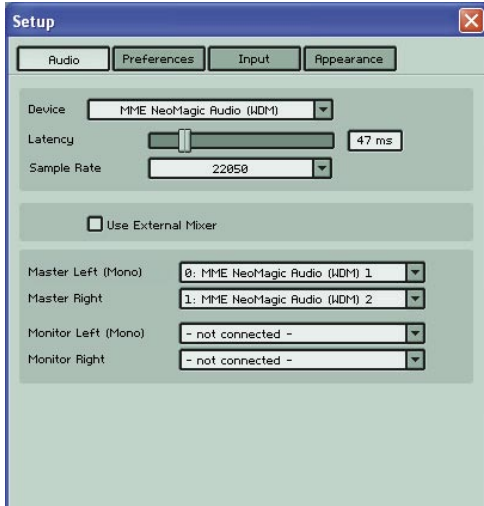 Setup
Audio Preferences Input Appearance
Device MME NeoMagic Audio (WDM)
Latency 47 ms
Sample Rate 22050
Use External Mixer
Master Left (Mono) 0: MME NeoMagic Audio (WDM) 1
Master Right 1: MME NeoMagic Audio (WDM) 2
Monitor Left (Mono) - not connected -
Monitor Right - not connected -